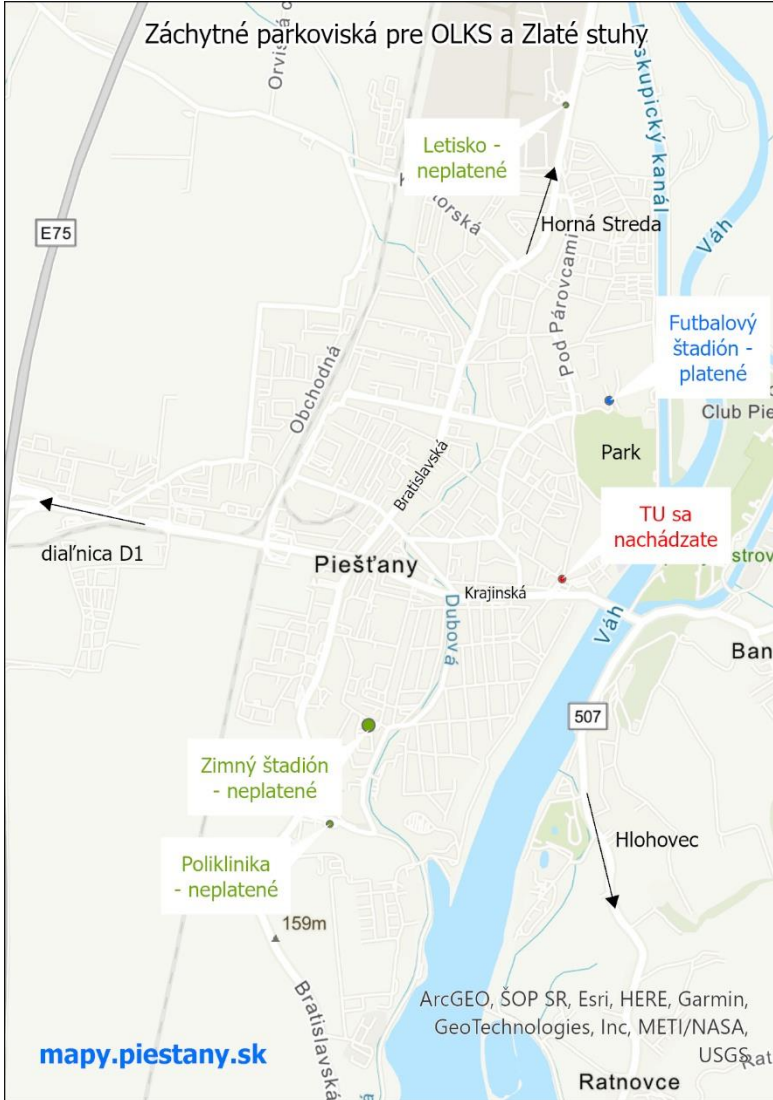 Záchytné parkoviská pre OLKS a Zlaté stuhy
Orviská c
Biskupický kanál
Letisko -
neplatené
E75
Váh
Horná Streda
Pod Párovcami
Futbalový
štadión -
platené
Obchodná
Club Pie
Bratislavská
Park
TU sa
nachádzate
diaľnica D1
Piešťany
Krajinská
Váh
Dubová
Ban
507
Zimný štadión
- neplatené
Poliklinika
- neplatené
Hlohovec
159m
Bratislavská
ArcGEO, ŠOP SR, Esri, HERE, Garmin,
GeoTechnologies, Inc, METI/NASA,
USGS
mapy.piestany.sk
Ratnovce